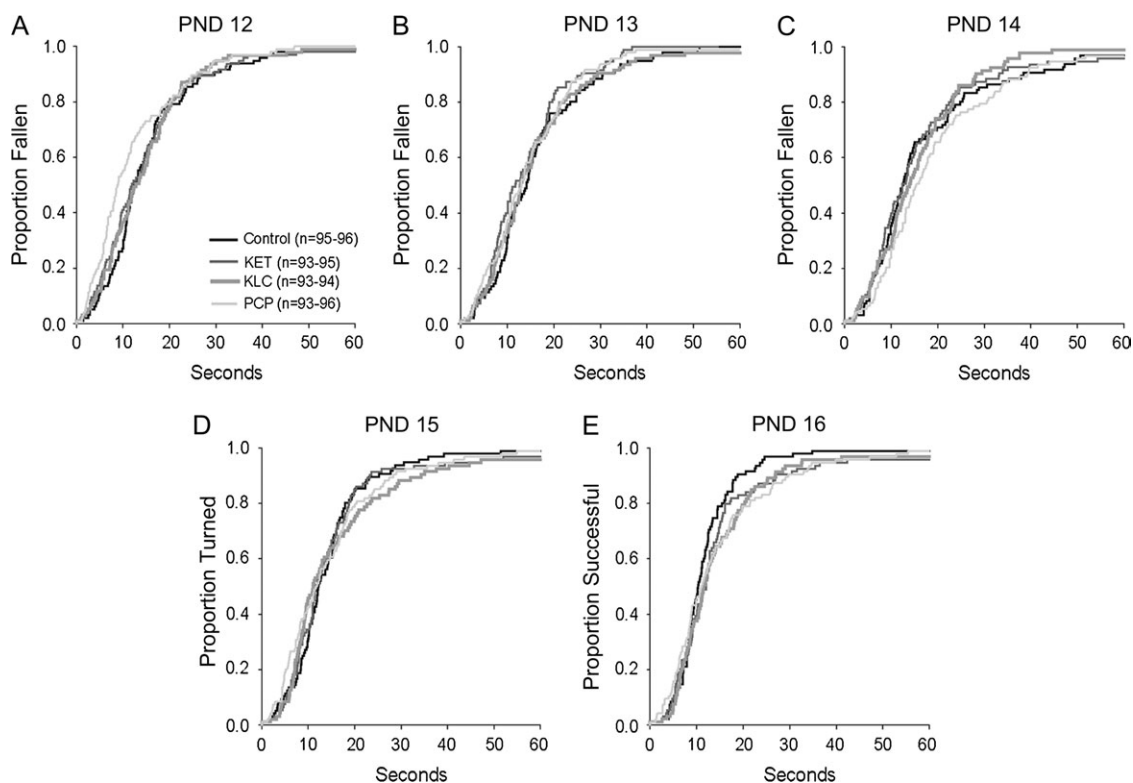 A
PND 12
B
PND 13
C
PND 14
Proportion Fallen
1.0
0.8
0.6
0.4
0.2
0.0
Control (n=95-96)
KET (n=93-95)
KLC (n=93-94)
PCP (n=93-96)
0 10 20 30 40 50 60
Seconds
Proportion Fallen
1.0
0.8
0.6
0.4
0.2
0.0
0 10 20 30 40 50 60
Seconds
Proportion Fallen
1.0
0.8
0.6
0.4
0.2
0.0
0 10 20 30 40 50 60
Seconds
D
PND 15
E
PND 16
Proportion Turned
1.0
0.8
0.6
0.4
0.2
0.0
0 10 20 30 40 50 60
Seconds
Proportion Successful
1.0
0.8
0.6
0.4
0.2
0.0
0 10 20 30 40 50 60
Seconds